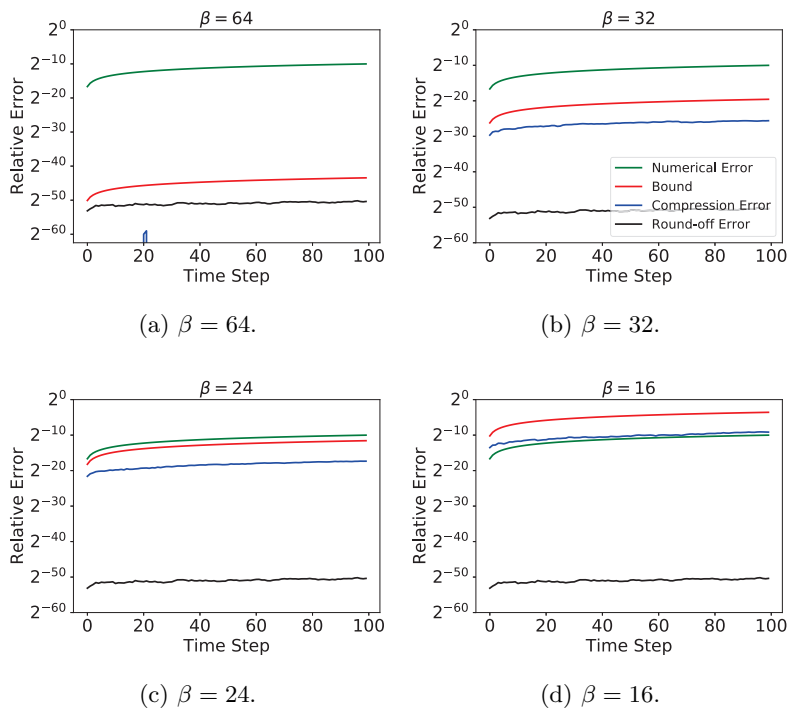 β = 64
Relative Error
2^0
2^−10
2^−20
2^−30
2^−40
2^−50
2^−60
0 20 40 60 80 100
Time Step
(a) β = 64.
β = 32
Relative Error
2^0
2^−10
2^−20
2^−30
2^−40
2^−50
2^−60
Numerical Error
Bound
Compression Error
Round-off Error
0 20 40 60 80 100
Time Step
(b) β = 32.
β = 24
Relative Error
2^0
2^−10
2^−20
2^−30
2^−40
2^−50
2^−60
0 20 40 60 80 100
Time Step
(c) β = 24.
β = 16
Relative Error
2^0
2^−10
2^−20
2^−30
2^−40
2^−50
2^−60
0 20 40 60 80 100
Time Step
(d) β = 16.